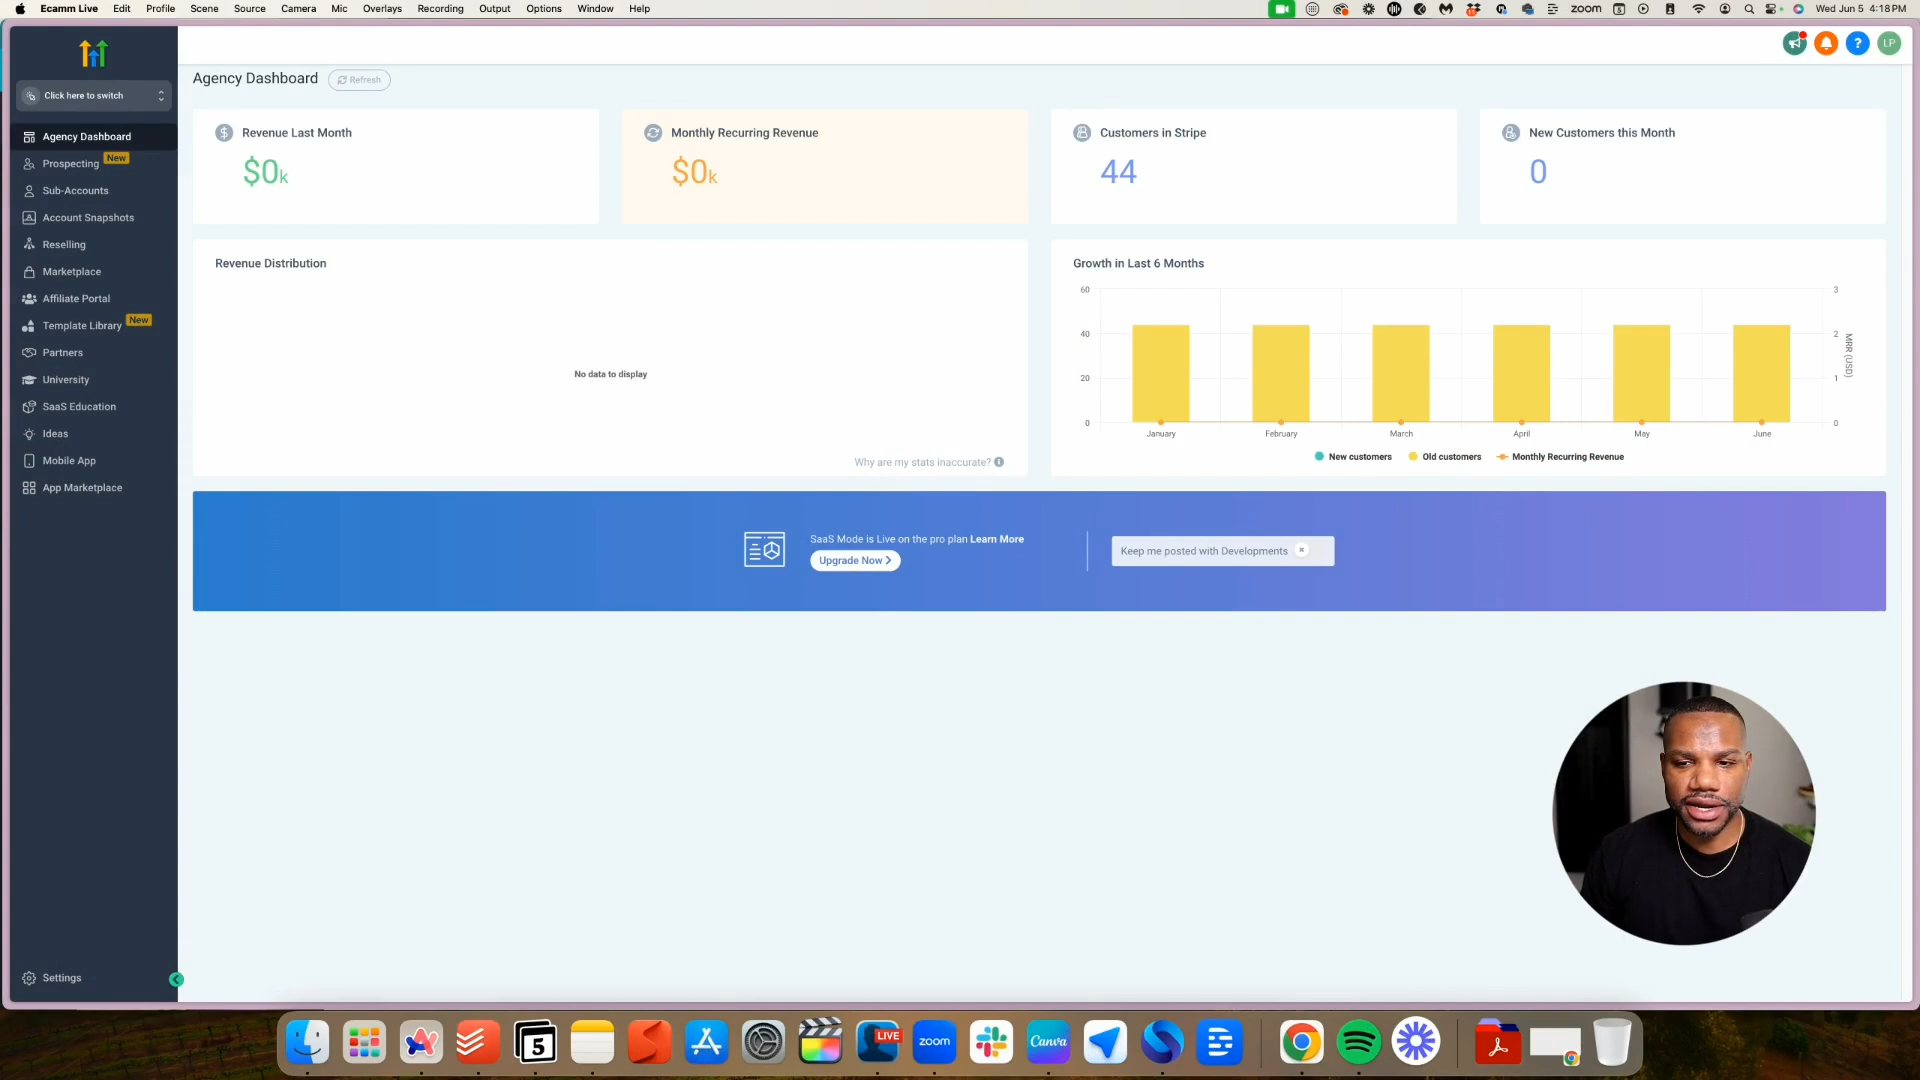 Ecamm Live Edit Profile Scene Source Camera Mic Overlays Recording Output Options Window Help
zoom
Wed Jun 5 4:18 PM
LP
Click here to switch
Agency Dashboard
Prospecting New
Sub-Accounts
Account Snapshots
Reselling
Marketplace
Affiliate Portal
Template Library New
Partners
University
SaaS Education
Ideas
Mobile App
App Marketplace
Settings
Agency Dashboard
Refresh
Revenue Last Month
$0k
Monthly Recurring Revenue
$0k
Customers in Stripe
44
New Customers this Month
0
Revenue Distribution
No data to display
Why are my stats inaccurate?
Growth in Last 6 Months
60
40
20
0
3
2
1
0
MRR (USD)
January February March April May June
New customers Old customers Monthly Recurring Revenue
SaaS Mode is Live on the pro plan Learn More
Upgrade Now
Keep me posted with Developments
5
LIVE
zoom
Canva